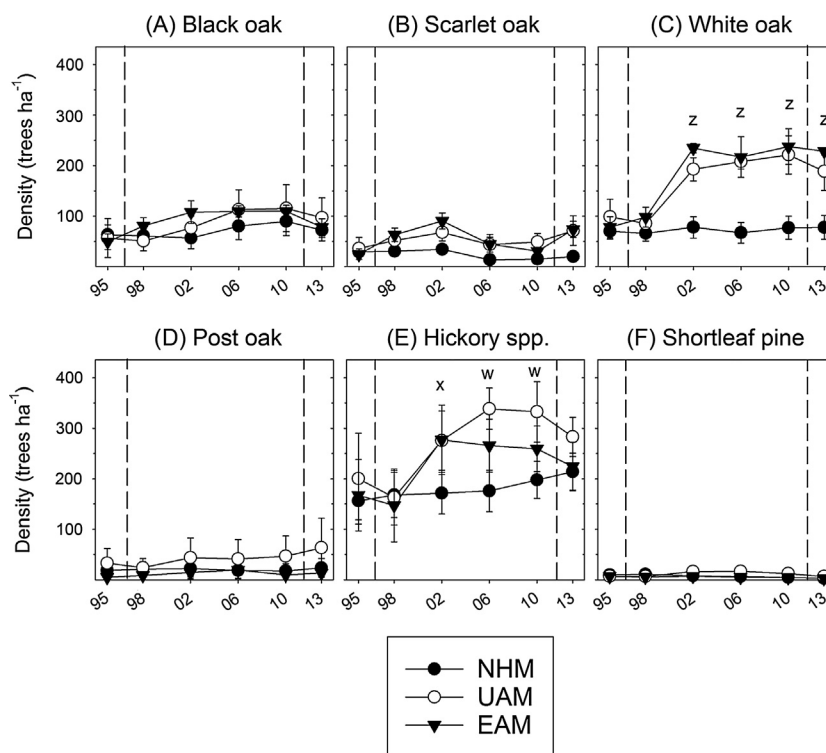 (A) Black oak
(B) Scarlet oak
(C) White oak
Density (trees ha⁻¹)
400
300
200
100
z z z z
95 98 02 06 10 13
95 98 02 06 10 13
95 98 02 06 10 13
(D) Post oak
(E) Hickory spp.
(F) Shortleaf pine
Density (trees ha⁻¹)
400
300
200
100
x w w
95 98 02 06 10 13
95 98 02 06 10 13
95 98 02 06 10 13
NHM
UAM
EAM